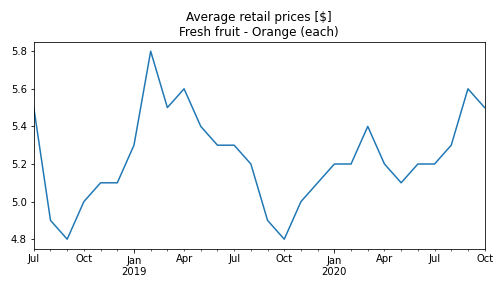 Average retail prices [$]
Fresh fruit - Orange (each)
5.8
5.6
5.4
5.2
5.0
4.8
Jul Oct Jan Apr Jul Oct Jan Apr Jul Oct
2019 2020